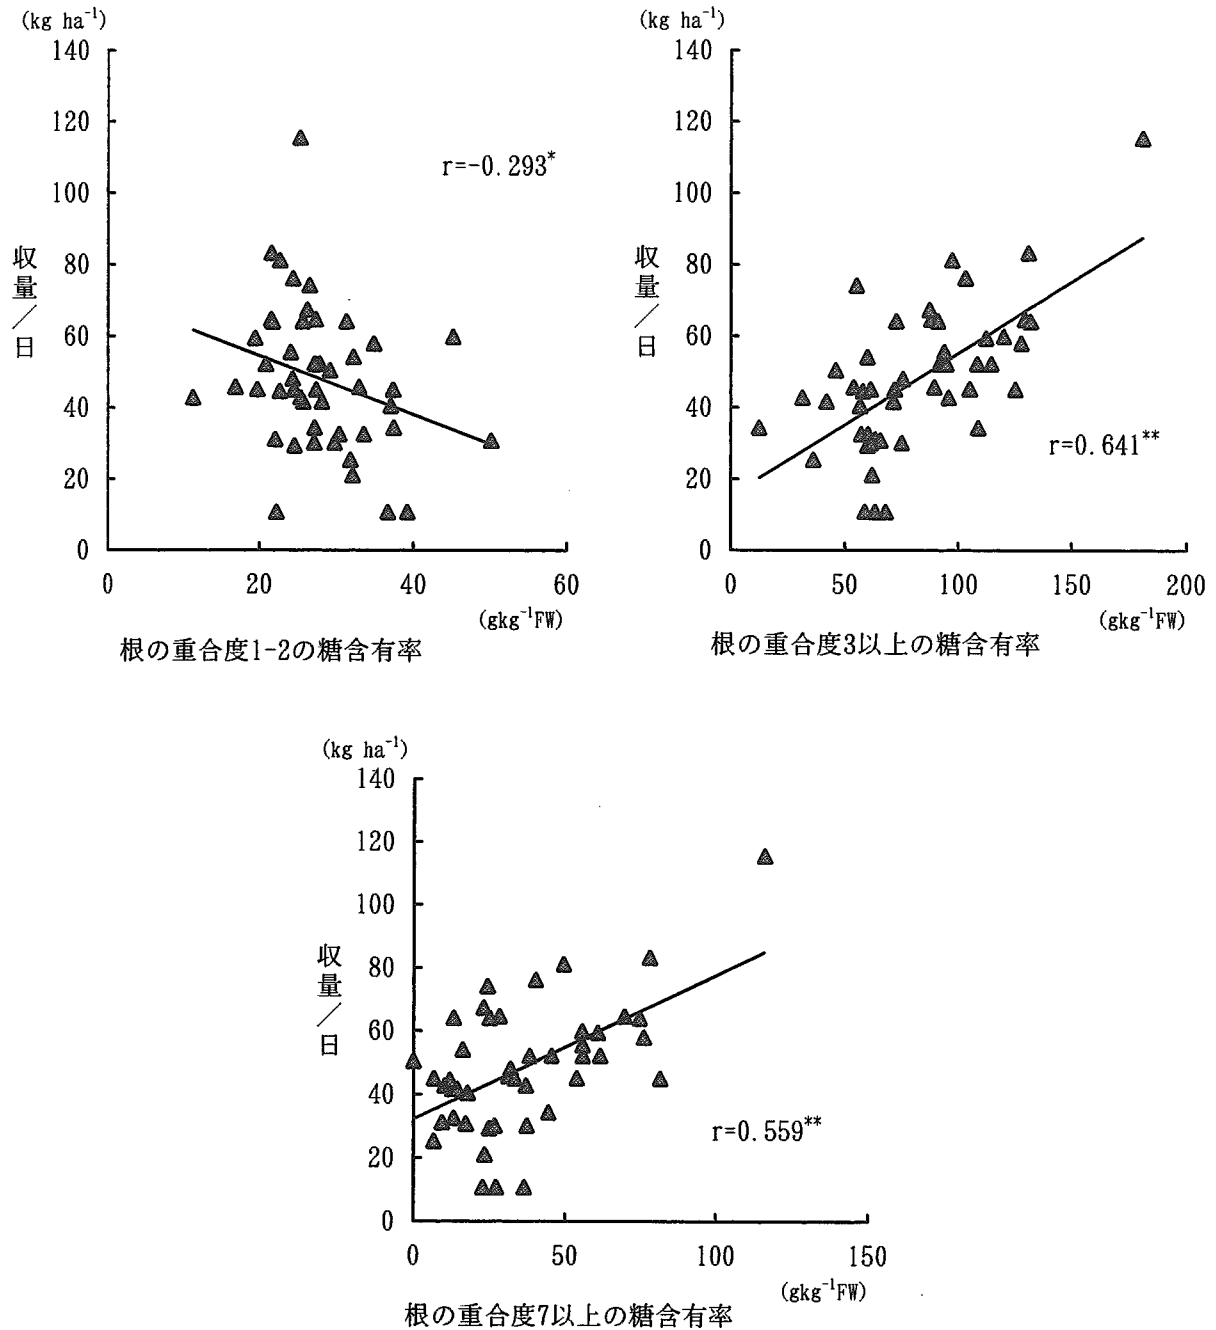 (kg ha⁻¹)
140
120
100
80
60
40
20
0
収量／日
r=-0.293*
0 20 40 60
(gkg⁻¹FW)
根の重合度1-2の糖含有率
(kg ha⁻¹)
140
120
100
80
60
40
20
0
収量／日
r=0.641**
0 50 100 150 200
(gkg⁻¹FW)
根の重合度3以上の糖含有率
(kg ha⁻¹)
140
120
100
80
60
40
20
0
収量／日
r=0.559**
0 50 100 150
(gkg⁻¹FW)
根の重合度7以上の糖含有率